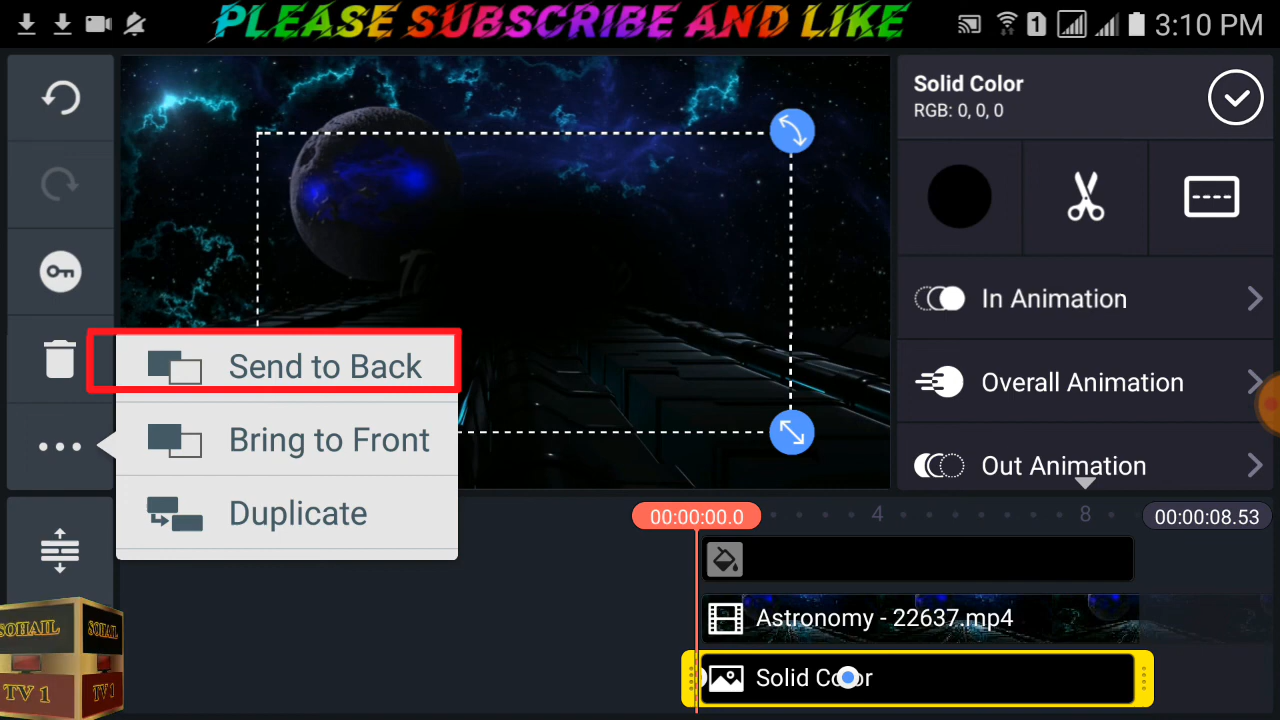 PLEASE SUBSCRIBE AND LIKE
1
3:10 PM
Solid Color
RGB: 0, 0, 0
In Animation
Overall Animation
Out Animation
Send to Back
Bring to Front
Duplicate
00:00:00.0
4
8
00:00:08.53
Astronomy - 22637.mp4
Solid Color
SOHAIL
TV 1
SOHAIL
TV 1